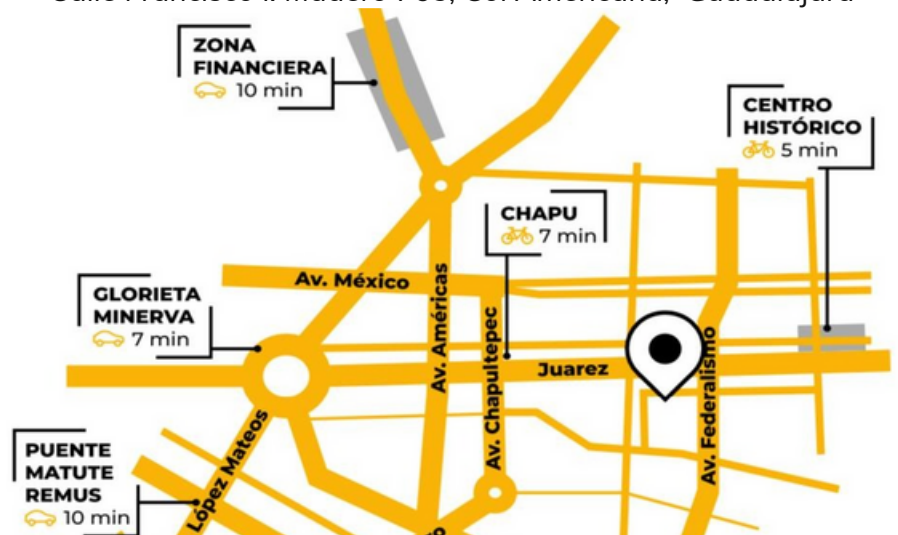 ZONA
FINANCIERA
10 min
CENTRO
HISTÓRICO
5 min
CHAPU
7 min
Av. México
GLORIETA
MINERVA
7 min
Av. Américas
Av. Chapultepec
Juarez
Av. Federalismo
López Mateos
PUENTE
MATUTE
REMUS
10 min